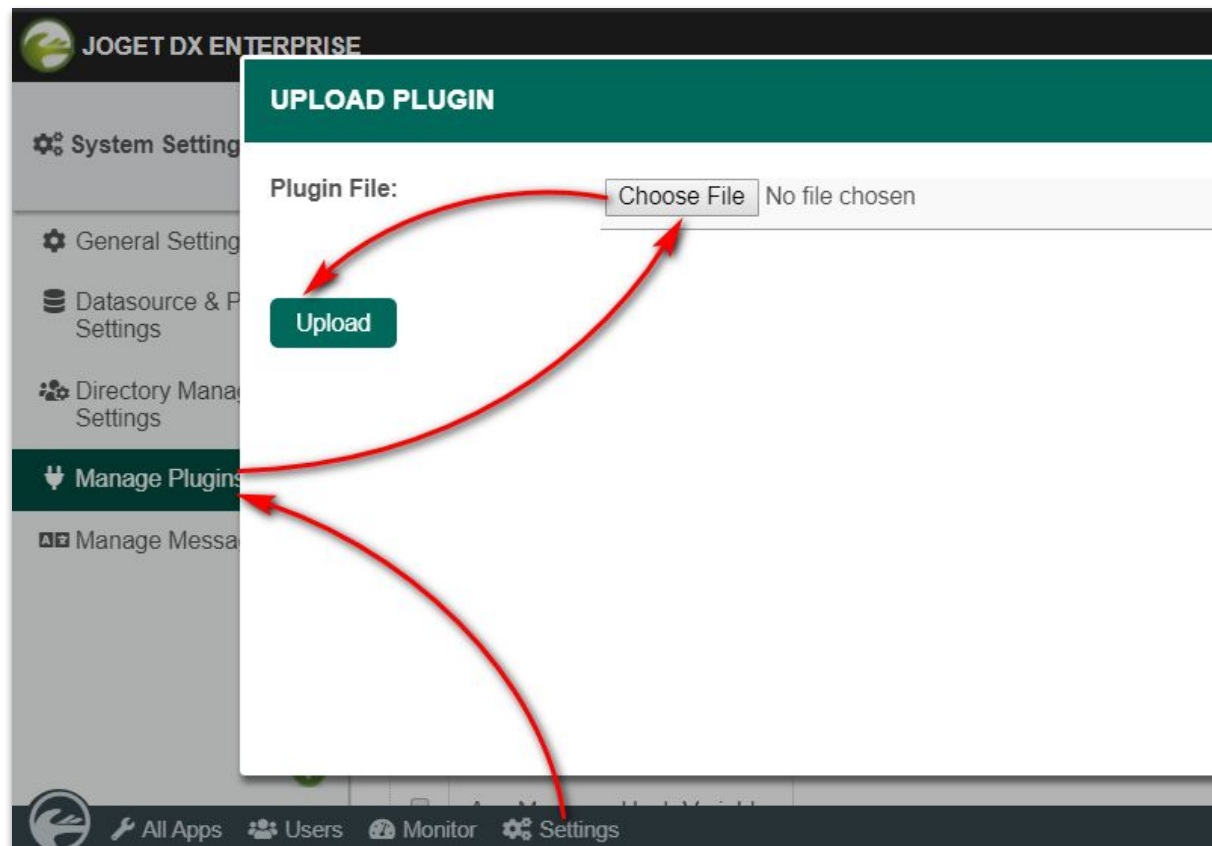 JOGET DX ENTERPRISE
UPLOAD PLUGIN
System Setting
Plugin File:
Choose File No file chosen
General Setting
Datasource & P
Settings
Upload
Directory Mana
Settings
Manage Plugins
Manage Messa
All Apps Users Monitor Settings